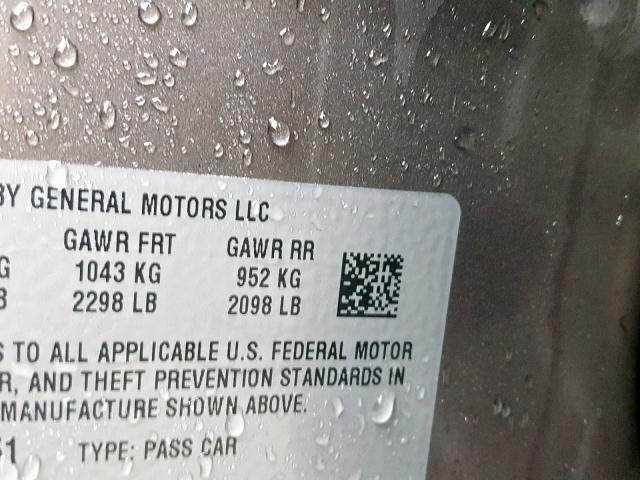 BY GENERAL MOTORS LLC
GAWR FRT GAWR RR
G 1043 KG 952 KG
B 2298 LB 2098 LB
S TO ALL APPLICABLE U.S. FEDERAL MOTOR
R, AND THEFT PREVENTION STANDARDS IN
MANUFACTURE SHOWN ABOVE.
51 TYPE: PASS CAR